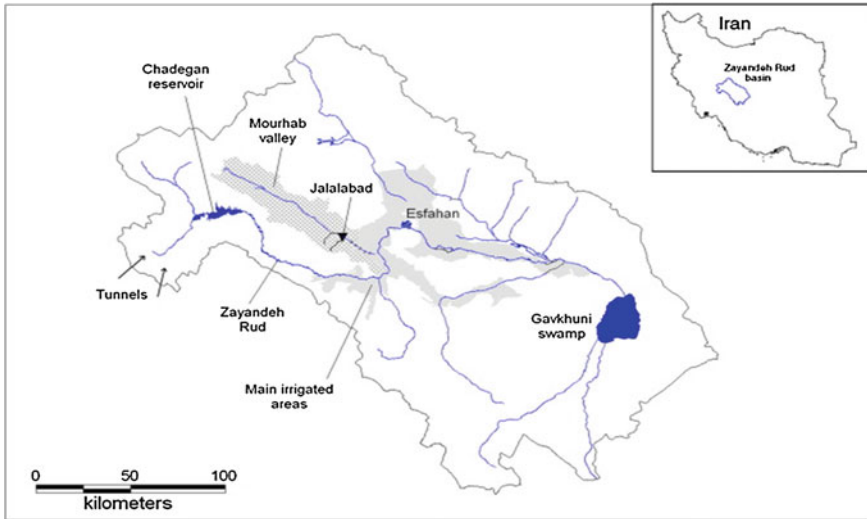 Iran
Zayandeh Rud
basin
Chadegan
reservoir
Mourhab
valley
Jalalabad
Esfahan
Tunnels
Zayandeh
Rud
Gavkhuni
swamp
Main irrigated
areas
0 50 100
kilometers